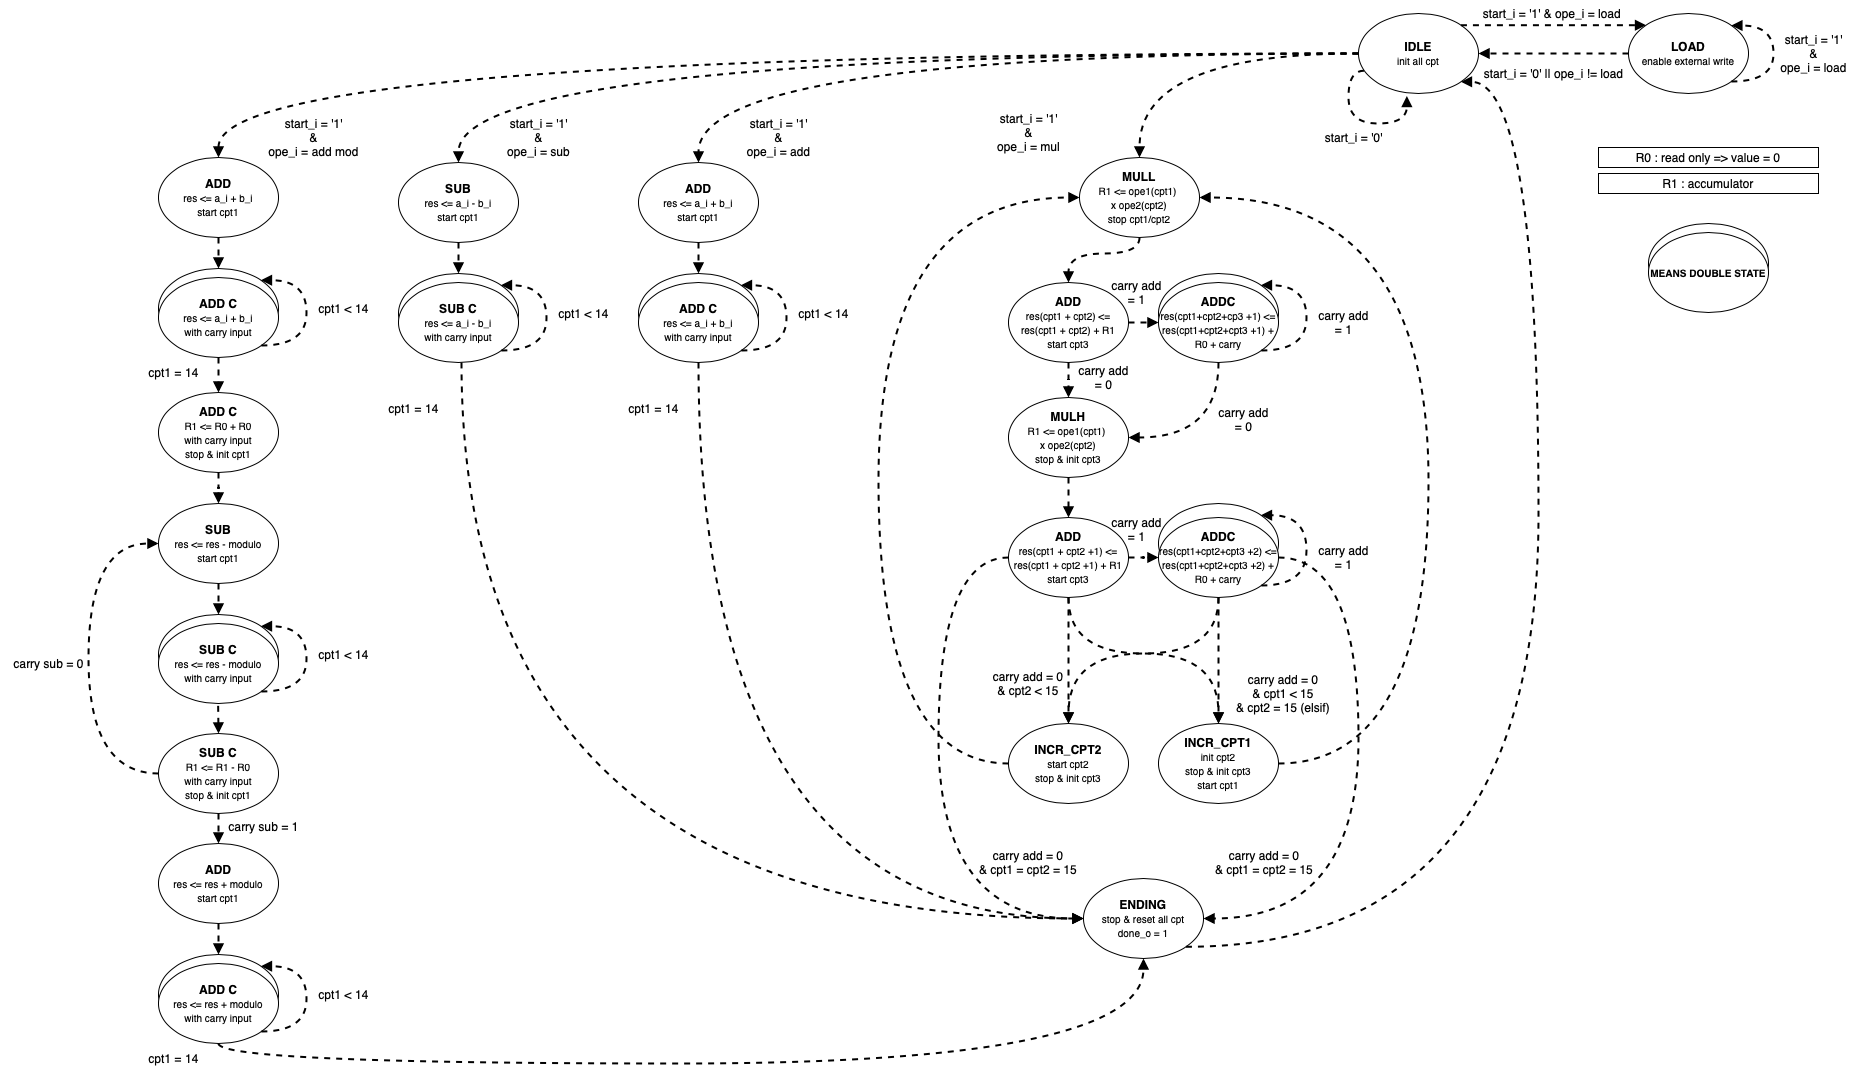 start_i = '1' & ope_i = load
IDLE
init all cpt
LOAD
enable external write
start_i = '1'
&
ope_i = load
start_i = '0' || ope_i != load
start_i = '0'
start_i = '1'
&
ope_i = add mod
start_i = '1'
&
ope_i = sub
start_i = '1'
&
ope_i = add
start_i = '1'
&
ope_i = mul
R0 : read only => value = 0
R1 : accumulator
MEANS DOUBLE STATE
ADD
res <= a_i + b_i
start cpt1
ADD C
res <= a_i + b_i
with carry input
cpt1 < 14
cpt1 = 14
ADD C
R1 <= R0 + R0
with carry input
stop & init cpt1
SUB
res <= res - modulo
start cpt1
SUB C
res <= res - modulo
with carry input
cpt1 < 14
carry sub = 0
SUB C
R1 <= R1 - R0
with carry input
stop & init cpt1
carry sub = 1
ADD
res <= res + modulo
start cpt1
ADD C
res <= res + modulo
with carry input
cpt1 < 14
cpt1 = 14
SUB
res <= a_i - b_i
start cpt1
SUB C
res <= a_i - b_i
with carry input
cpt1 < 14
cpt1 = 14
ADD
res <= a_i + b_i
start cpt1
ADD C
res <= a_i + b_i
with carry input
cpt1 < 14
cpt1 = 14
MULL
R1 <= ope1(cpt1)
x ope2(cpt2)
stop cpt1/cpt2
ADD
res(cpt1 + cpt2) <=
res(cpt1 + cpt2) + R1
start cpt3
carry add
= 1
ADDC
res(cpt1+cpt2+cp3 +1) <=
res(cpt1+cpt2+cpt3 +1) +
R0 + carry
carry add
= 1
carry add
= 0
carry add
= 0
MULH
R1 <= ope1(cpt1)
x ope2(cpt2)
stop & init cpt3
ADD
res(cpt1 + cpt2 +1) <=
res(cpt1 + cpt2 +1) + R1
start cpt3
carry add
= 1
ADDC
res(cpt1+cpt2+cpt3 +2) <=
res(cpt1+cpt2+cpt3 +2) +
R0 + carry
carry add
= 1
carry add = 0
& cpt2 < 15
carry add = 0
& cpt1 < 15
& cpt2 = 15 (elsif)
INCR_CPT2
start cpt2
stop & init cpt3
INCR_CPT1
init cpt2
stop & init cpt3
start cpt1
carry add = 0
& cpt1 = cpt2 = 15
carry add = 0
& cpt1 = cpt2 = 15
ENDING
stop & reset all cpt
done_o = 1